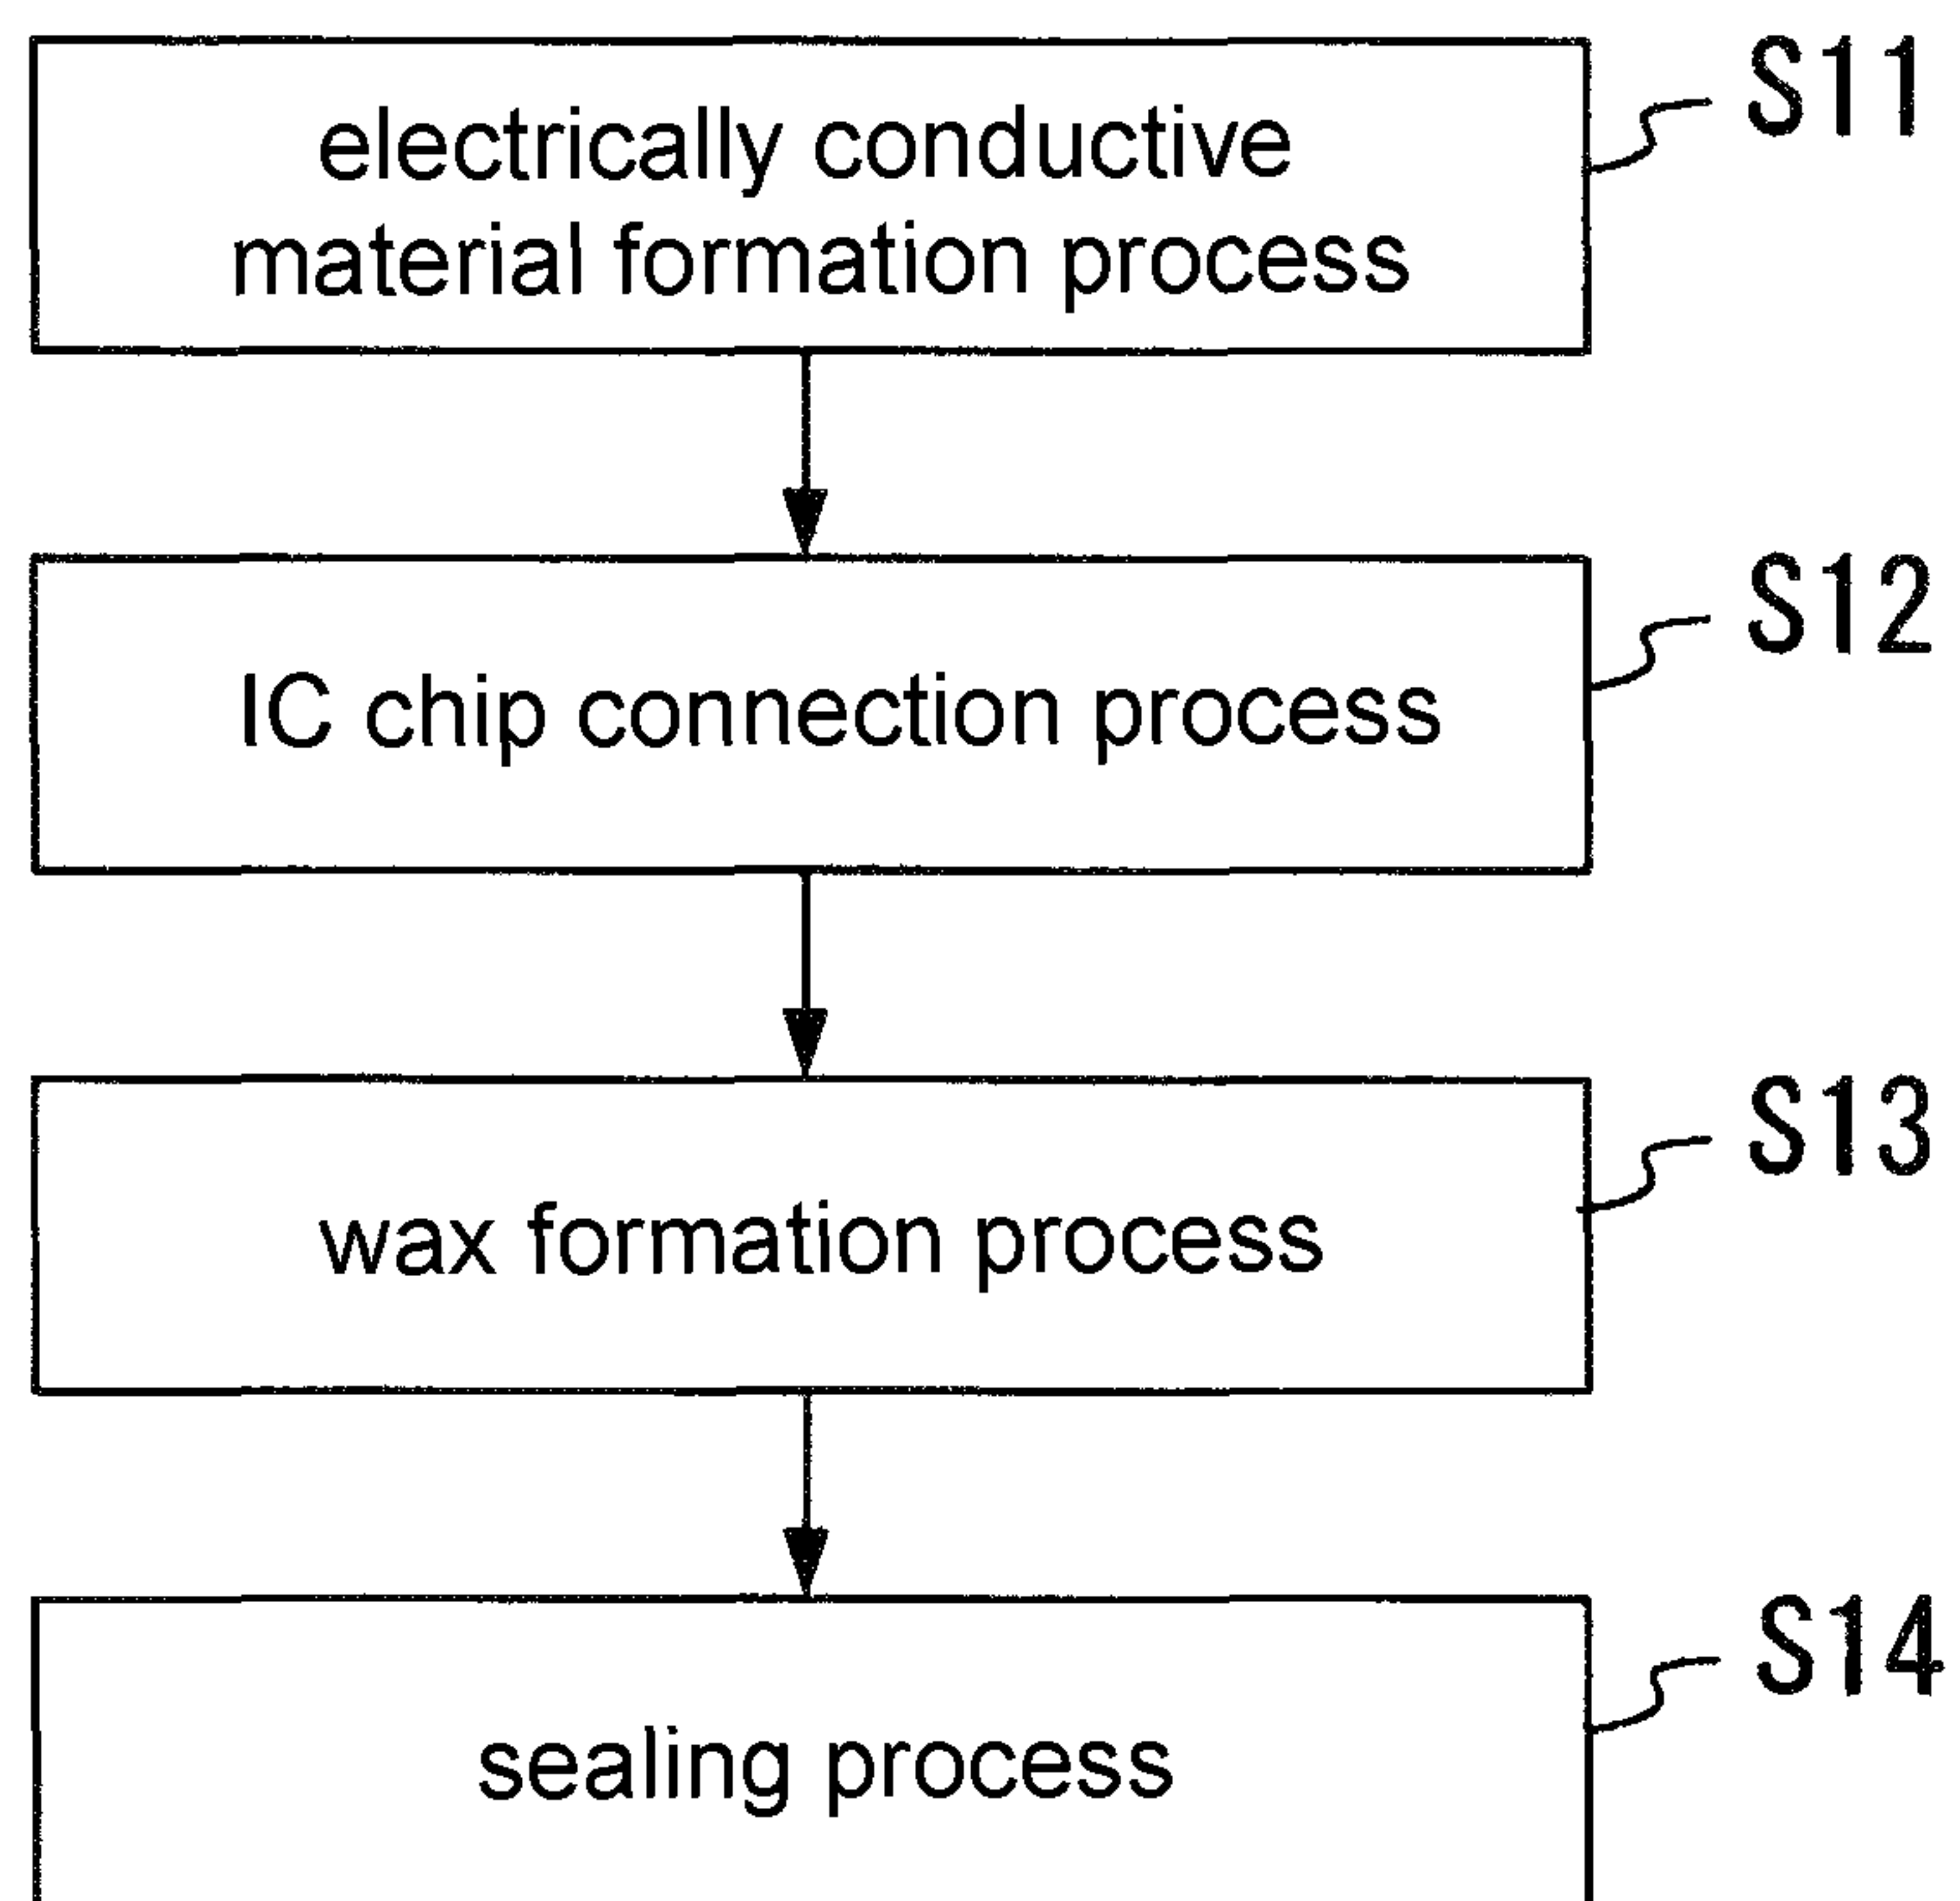 electrically conductive
material formation process
S11
IC chip connection process
S12
wax formation process
S13
sealing process
S14